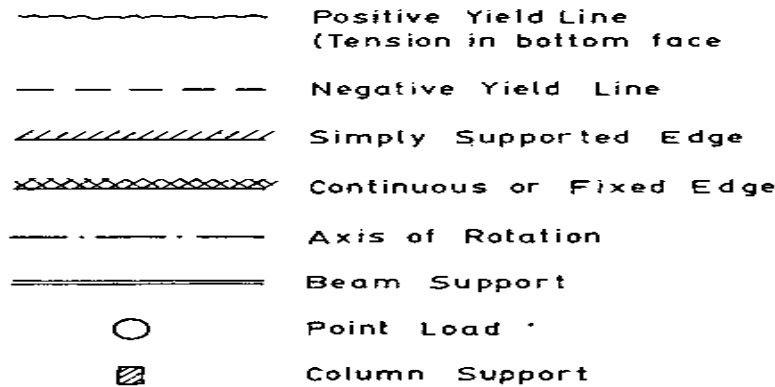 Positive Yield Line
(Tension in bottom face
Negative Yield Line
Simply Supported Edge
Continuous or Fixed Edge
Axis of Rotation
Beam Support
Point Load
Column Support